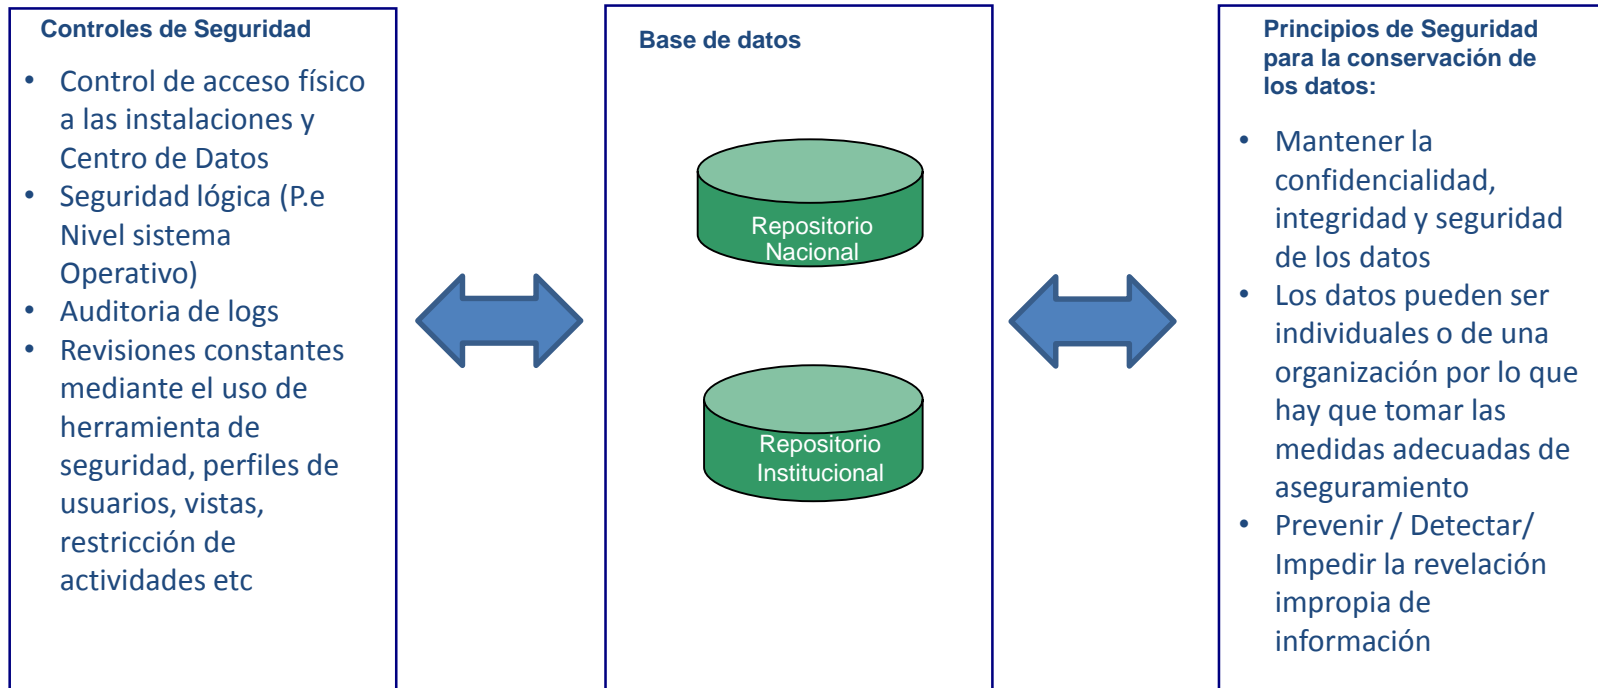 Controles de Seguridad
• Control de acceso físico
a las instalaciones y
Centro de Datos
• Seguridad lógica (P.e
Nivel sistema
Operativo)
• Auditoria de logs
• Revisiones constantes
mediante el uso de
herramienta de
seguridad, perfiles de
usuarios, vistas,
restricción de
actividades etc
Base de datos
Repositorio
Nacional
Repositorio
Institucional
Principios de Seguridad
para la conservación de
los datos:
• Mantener la
confidencialidad,
integridad y seguridad
de los datos
• Los datos pueden ser
individuales o de una
organización por lo que
hay que tomar las
medidas adecuadas de
aseguramiento
• Prevenir / Detectar/
Impedir la revelación
impropia de
información